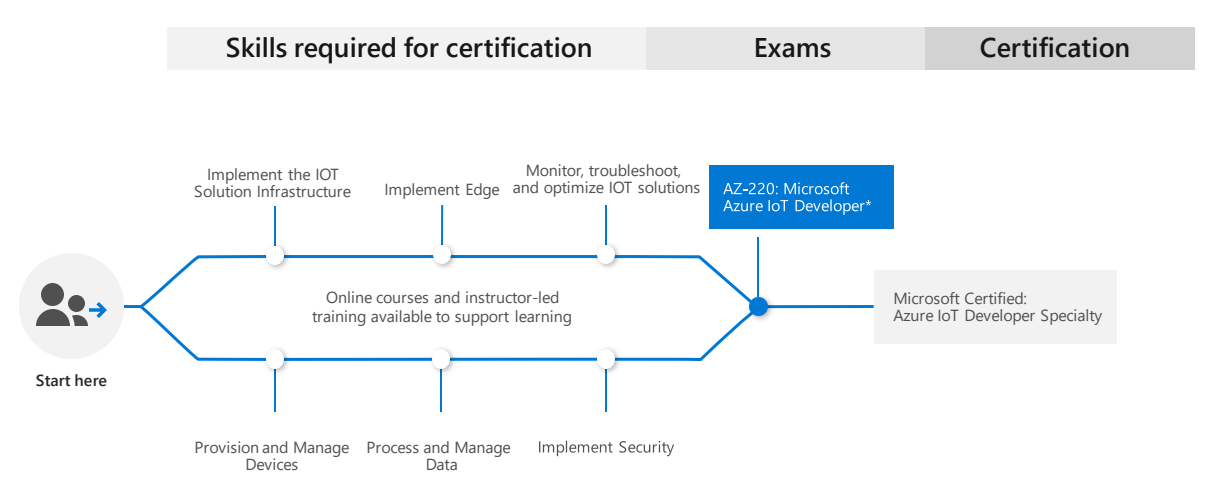 Skills required for certification
Exams
Certification
Implement the IOT
Solution Infrastructure
Implement Edge
Monitor, troubleshoot,
and optimize IOT solutions
AZ-220: Microsoft
Azure IoT Developer*
Online courses and instructor-led
training available to support learning
Microsoft Certified:
Azure IoT Developer Specialty
Start here
Provision and Manage
Devices
Process and Manage
Data
Implement Security